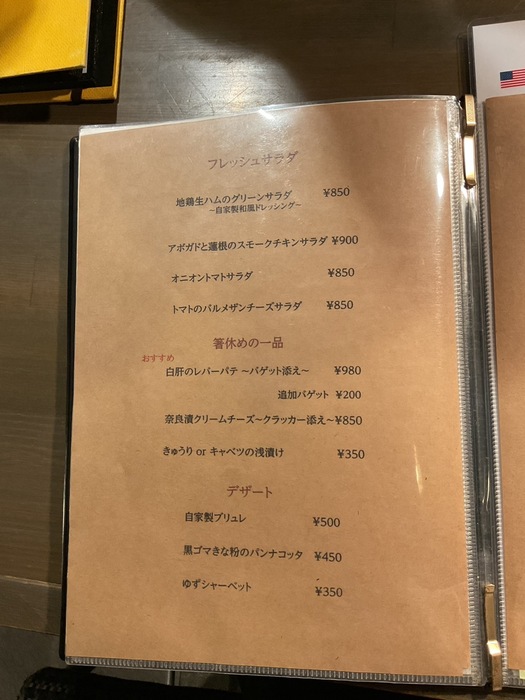 フレッシュサラダ
地鶏生ハムのグリーンサラダ ¥850
~自家製和風ドレッシング~
アボガドと蓮根のスモークチキンサラダ ¥900
オニオントマトサラダ ¥850
トマトのパルメザンチーズサラダ ¥850
箸休めの一品
おすすめ
白肝のレバーパテ ~バゲット添え~ ¥980
追加バゲット ¥200
奈良漬クリームチーズ~クラッカー添え~ ¥850
きゅうり or キャベツの浅漬け ¥350
デザート
自家製ブリュレ ¥500
黒ゴマきな粉のパンナコッタ ¥450
ゆずシャーベット ¥350